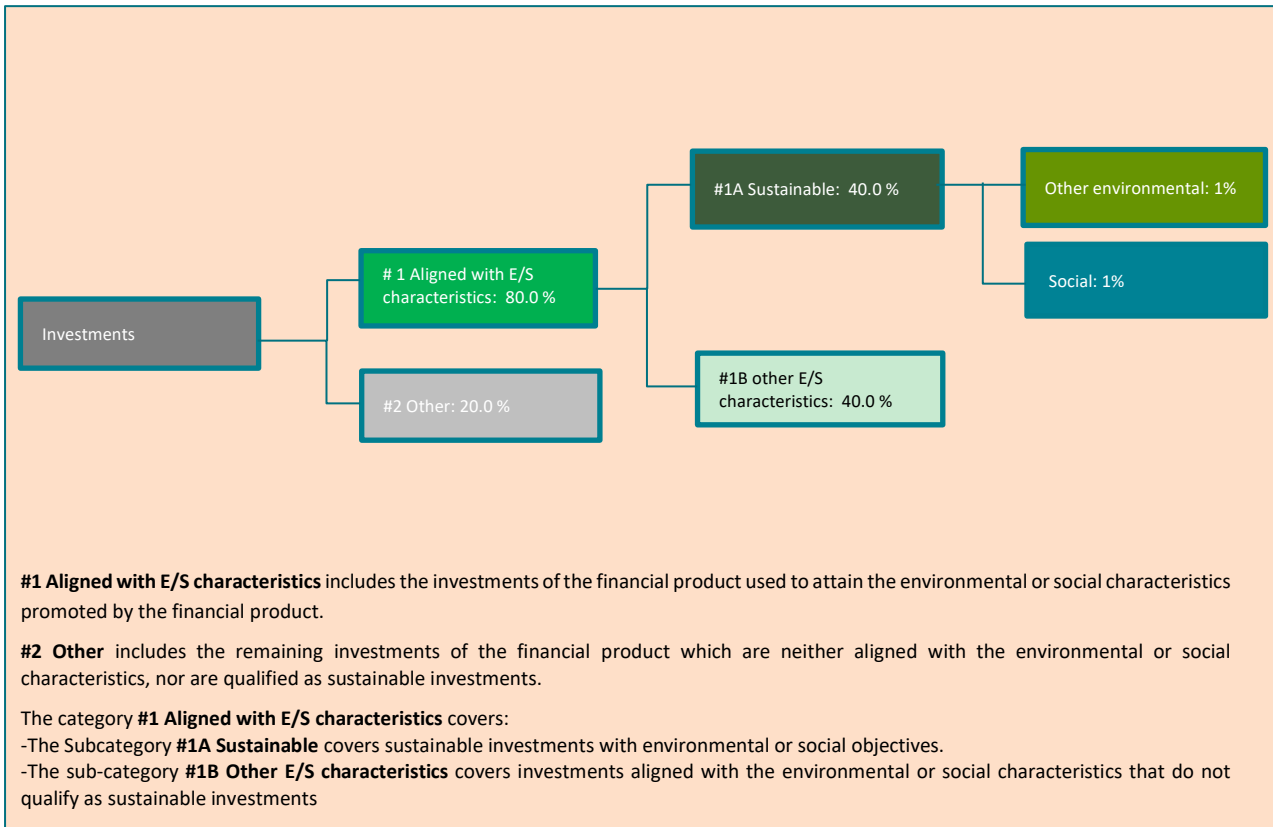 #1A Sustainable: 40.0 %
Other environmental: 1%
# 1 Aligned with E/S
characteristics: 80.0 %
Social: 1%
Investments
#1B other E/S
characteristics: 40.0 %
#2 Other: 20.0 %
#1 Aligned with E/S characteristics includes the investments of the financial product used to attain the environmental or social characteristics
promoted by the financial product.
#2 Other includes the remaining investments of the financial product which are neither aligned with the environmental or social
characteristics, nor are qualified as sustainable investments.
The category #1 Aligned with E/S characteristics covers:
-The Subcategory #1A Sustainable covers sustainable investments with environmental or social objectives.
-The sub-category #1B Other E/S characteristics covers investments aligned with the environmental or social characteristics that do not
qualify as sustainable investments